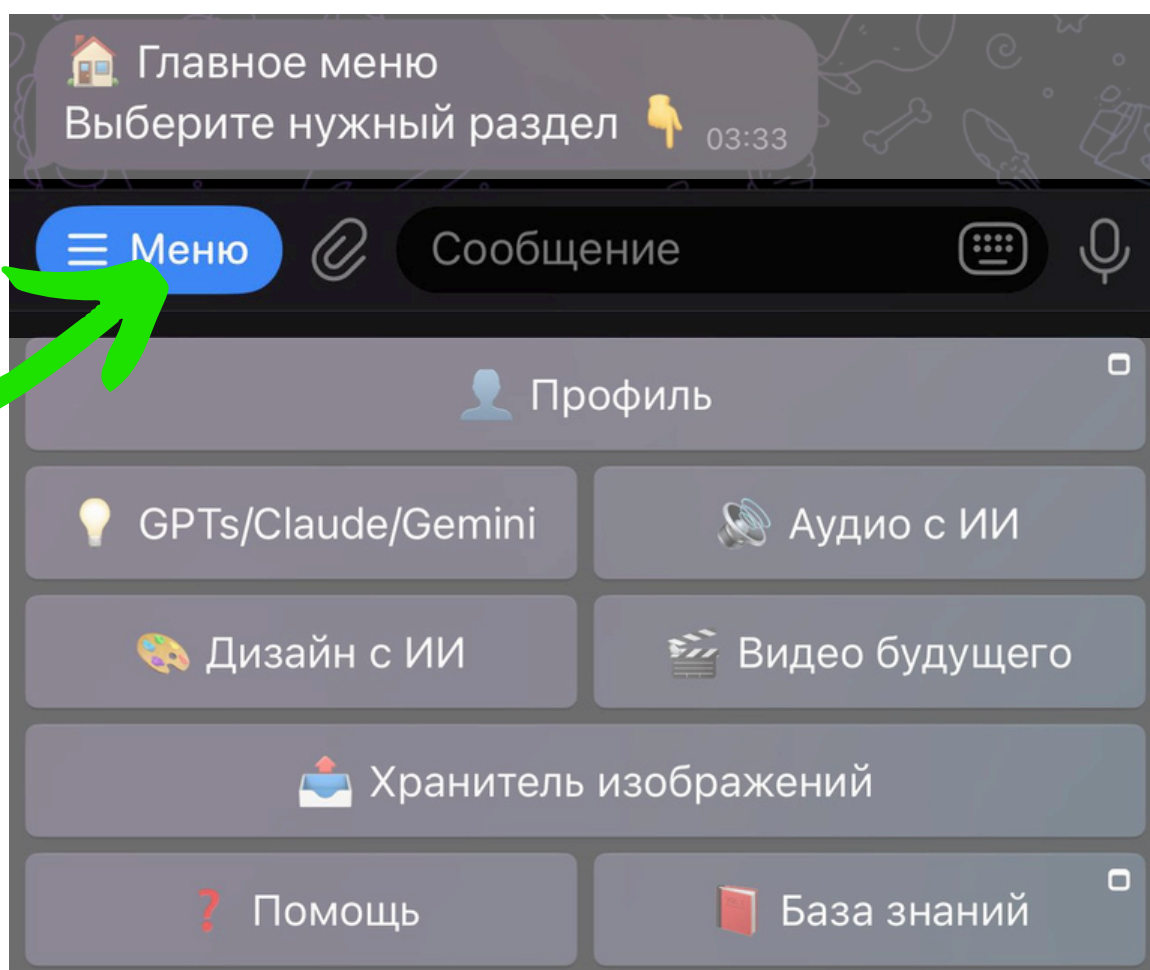 🏠 Главное меню
Выберите нужный раздел 👇 03:33
Меню Сообщение
👤 Профиль
💡 GPTs/Claude/Gemini 🔊 Аудио с ИИ
🎨 Дизайн с ИИ 🎬 Видео будущего
📤 Хранитель изображений
❓ Помощь 📕 База знаний